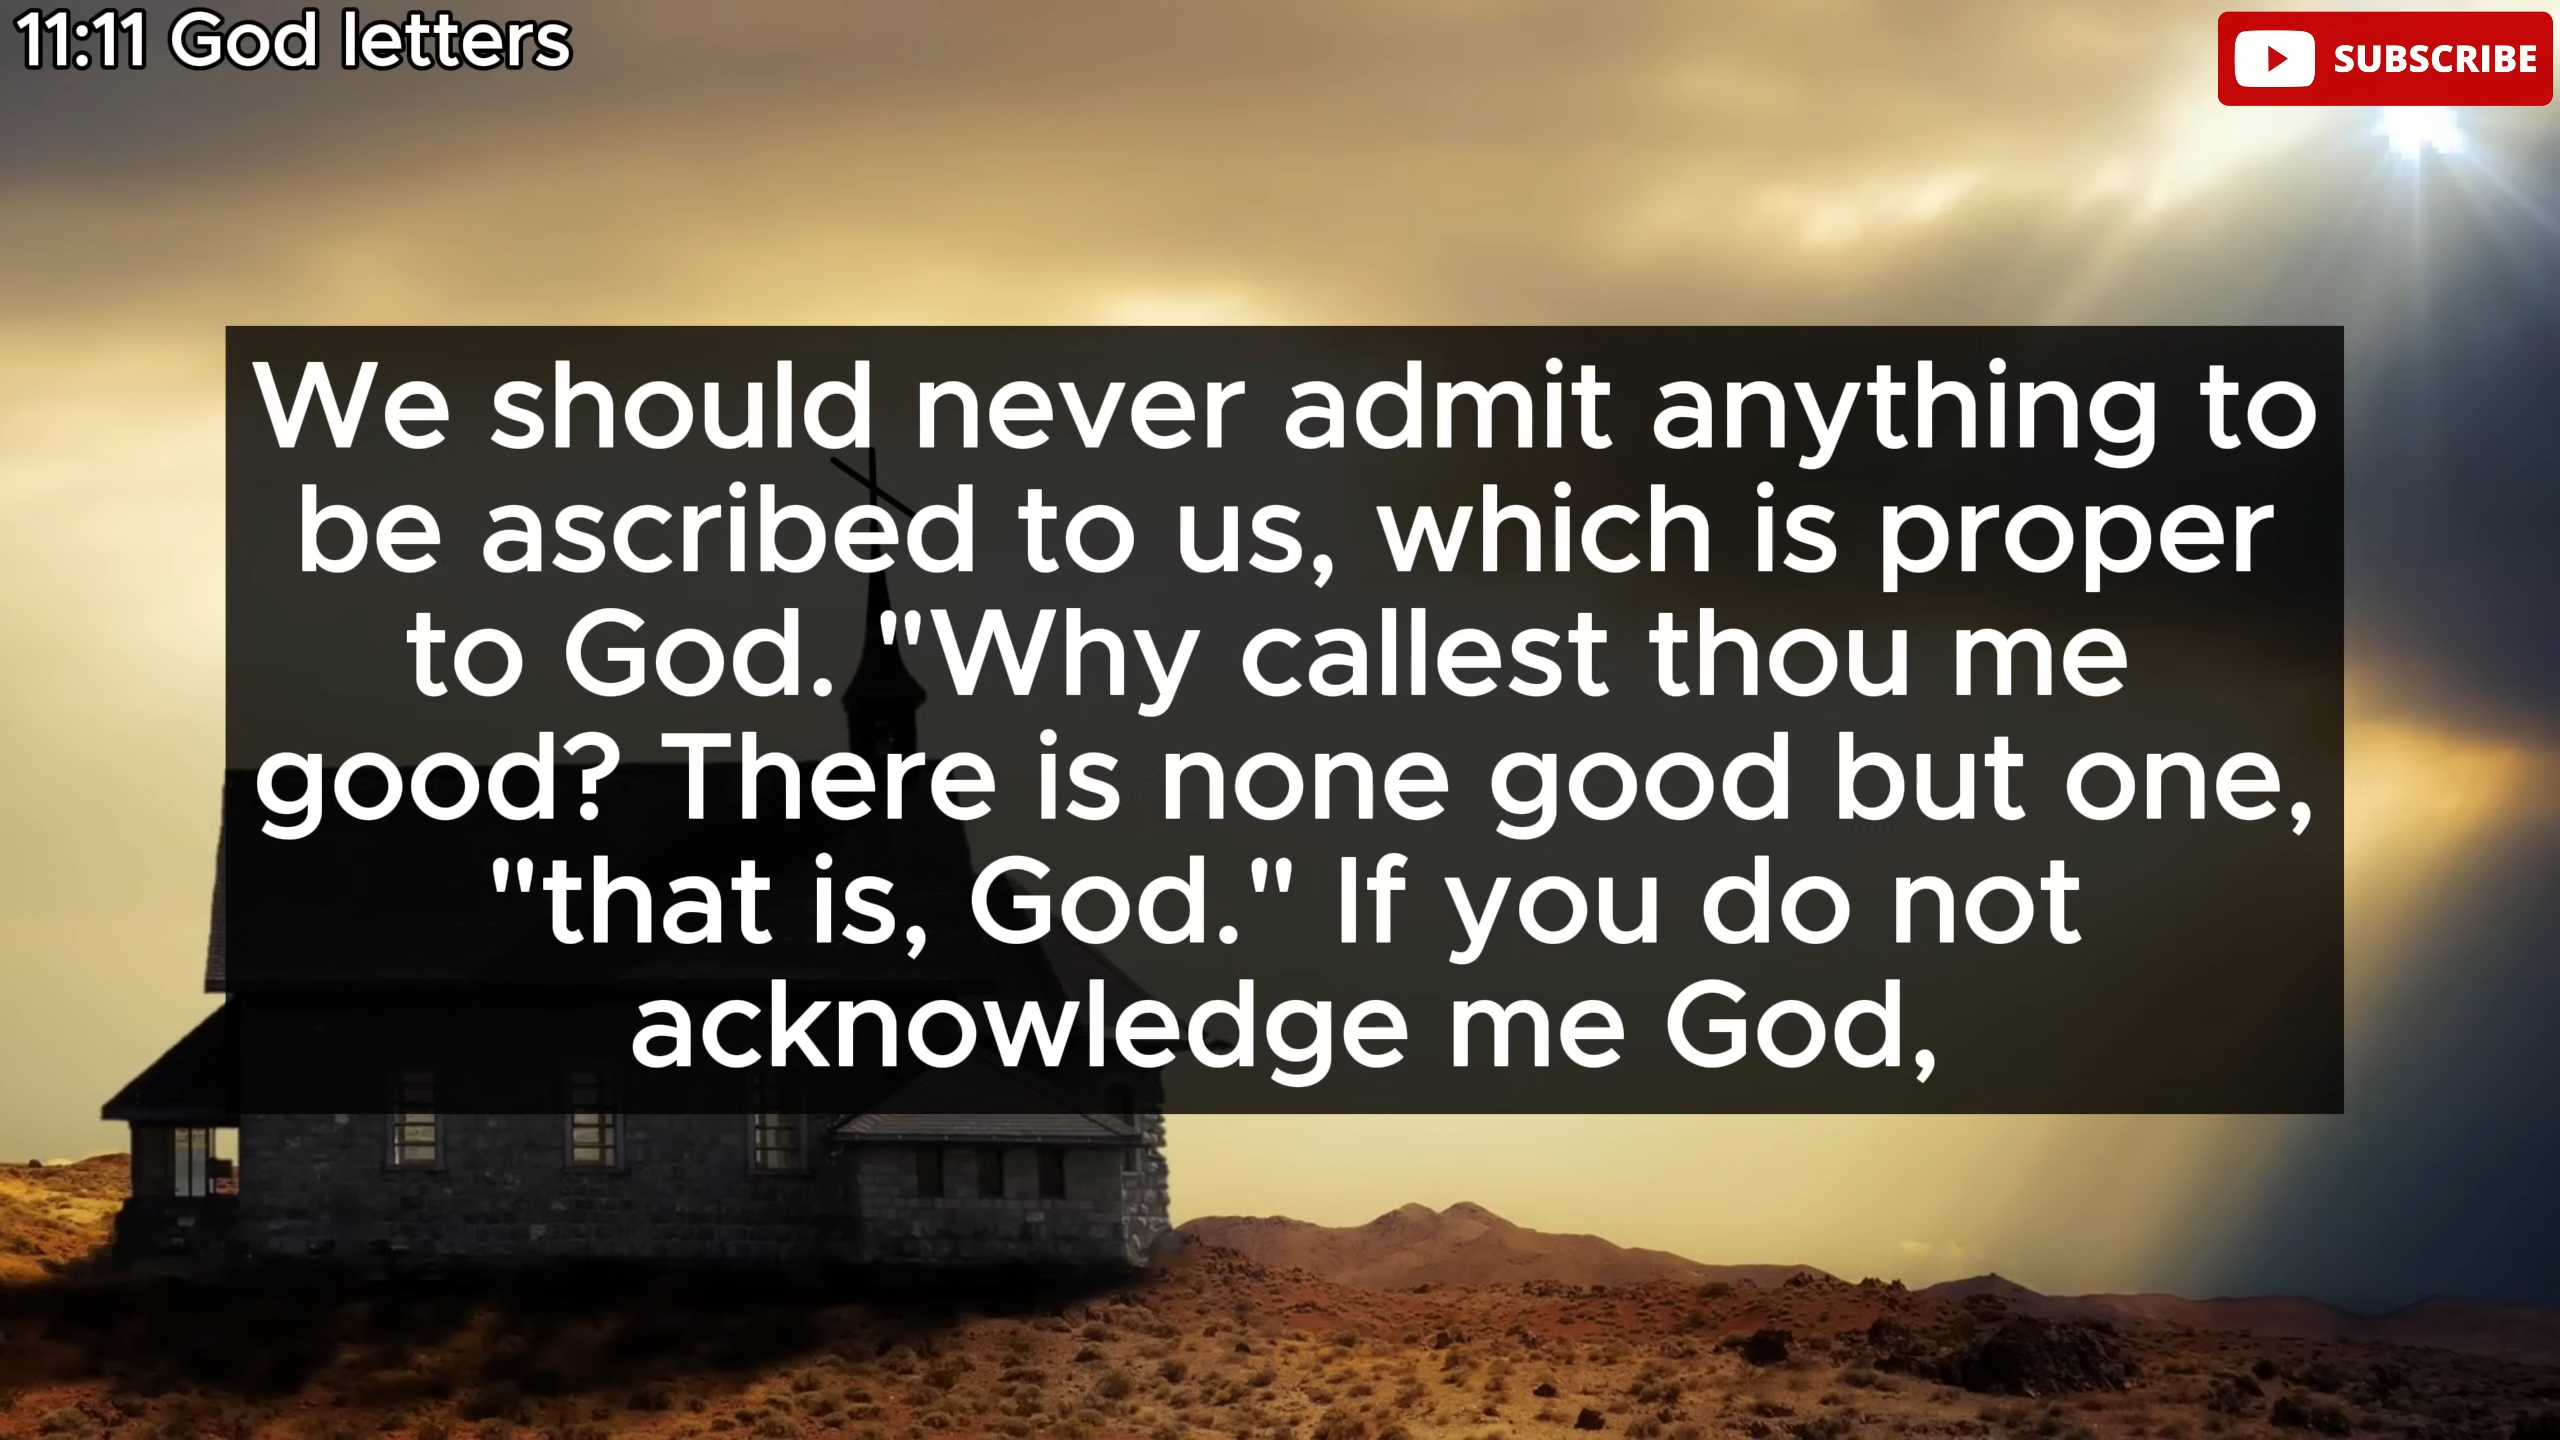 11:11 God letters
SUBSCRIBE
We should never admit anything to
be ascribed to us, which is proper
to God. "Why callest thou me
good? There is none good but one,
"that is, God." If you do not
acknowledge me God,